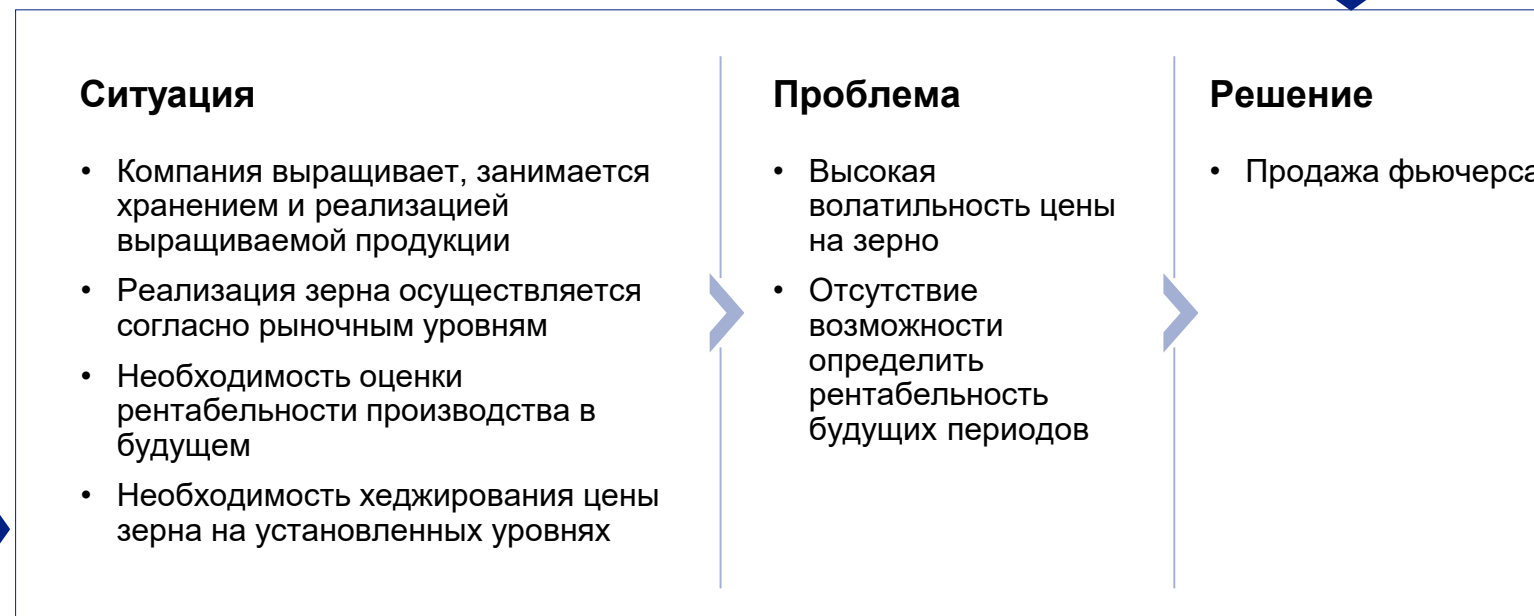 Ситуация
• Компания выращивает, занимается
хранением и реализацией
выращиваемой продукции
• Реализация зерна осуществляется
согласно рыночным уровням
• Необходимость оценки
рентабельности производства в
будущем
• Необходимость хеджирования цены
зерна на установленных уровнях
Проблема
• Высокая
волатильность цены
на зерно
• Отсутствие
возможности
определить
рентабельность
будущих периодов
Решение
• Продажа фьючерса